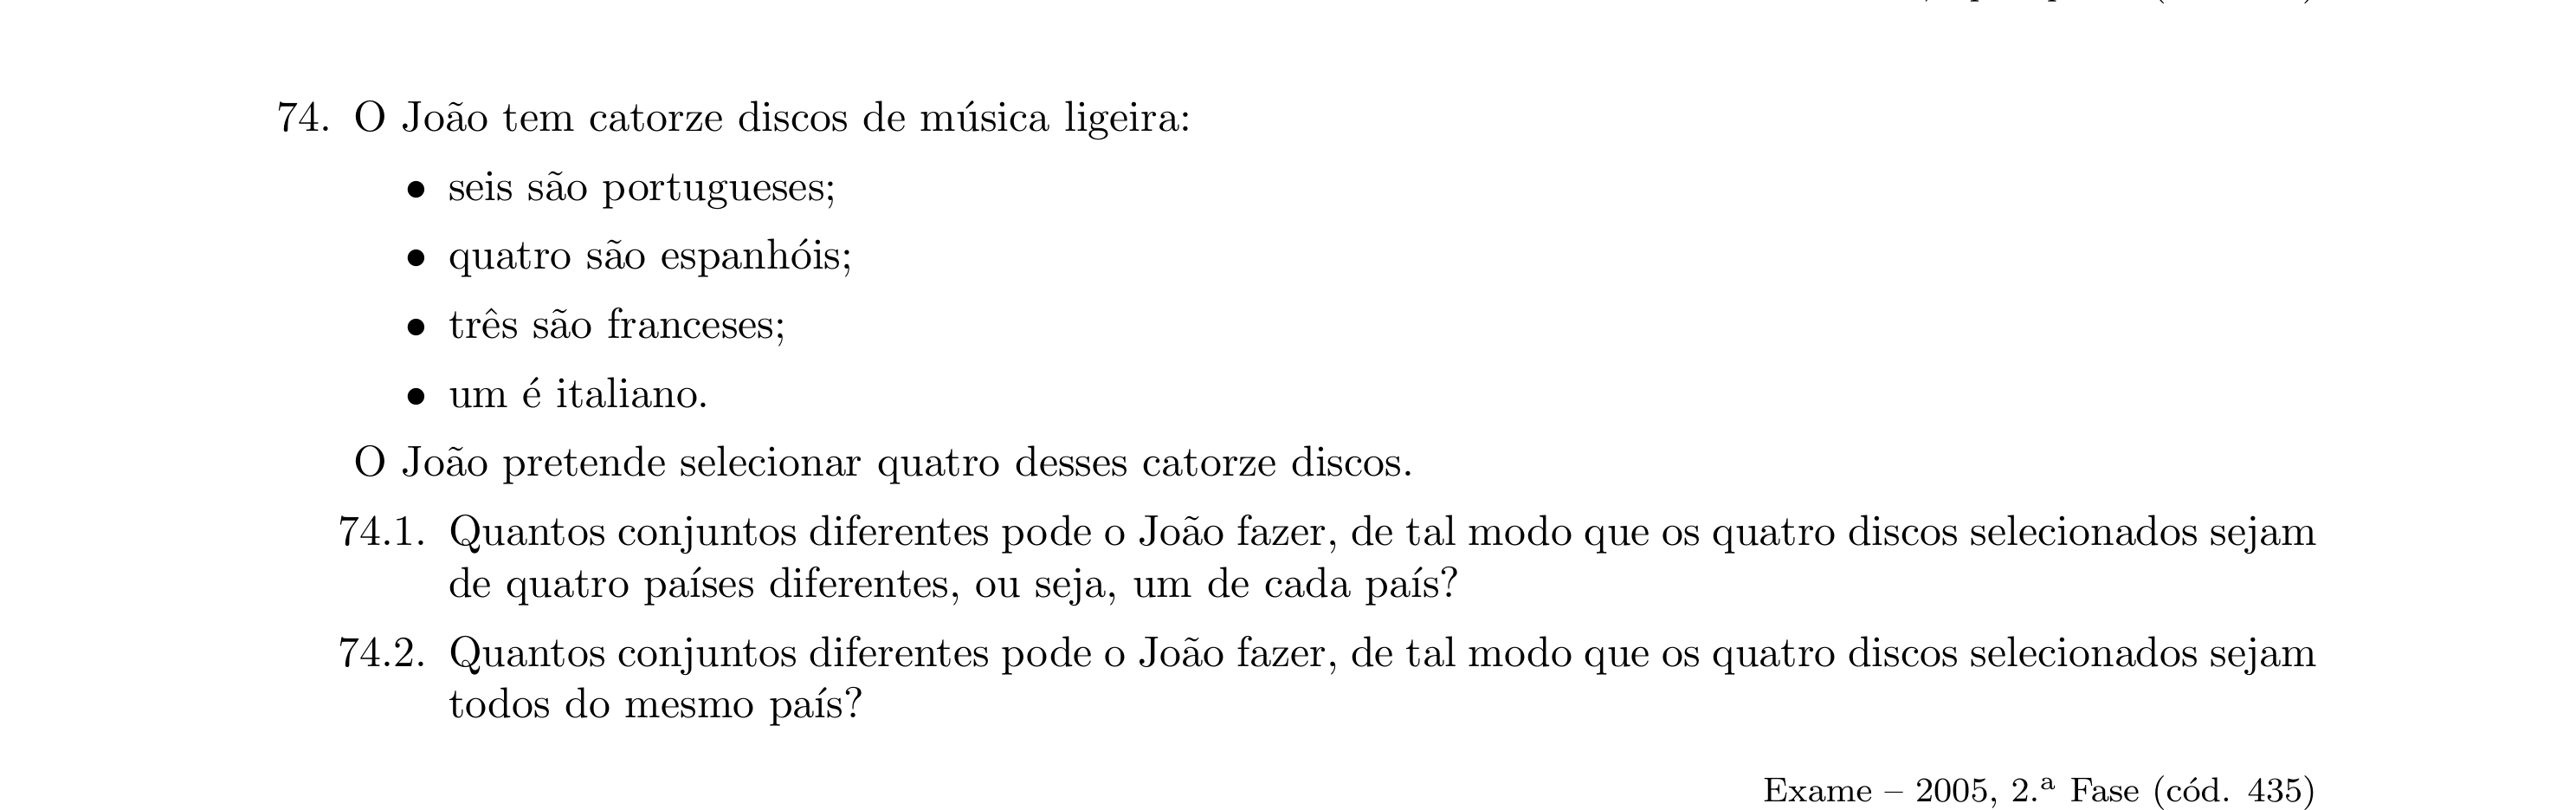 74. O João tem catorze discos de música ligeira:
• seis são portugueses;
• quatro são espanhóis;
• três são franceses;
• um é italiano.
O João pretende selecionar quatro desses catorze discos.
74.1. Quantos conjuntos diferentes pode o João fazer, de tal modo que os quatro discos selecionados sejam
de quatro países diferentes, ou seja, um de cada país?
74.2. Quantos conjuntos diferentes pode o João fazer, de tal modo que os quatro discos selecionados sejam
todos do mesmo país?
Exame – 2005, 2.ª Fase (cód. 435)